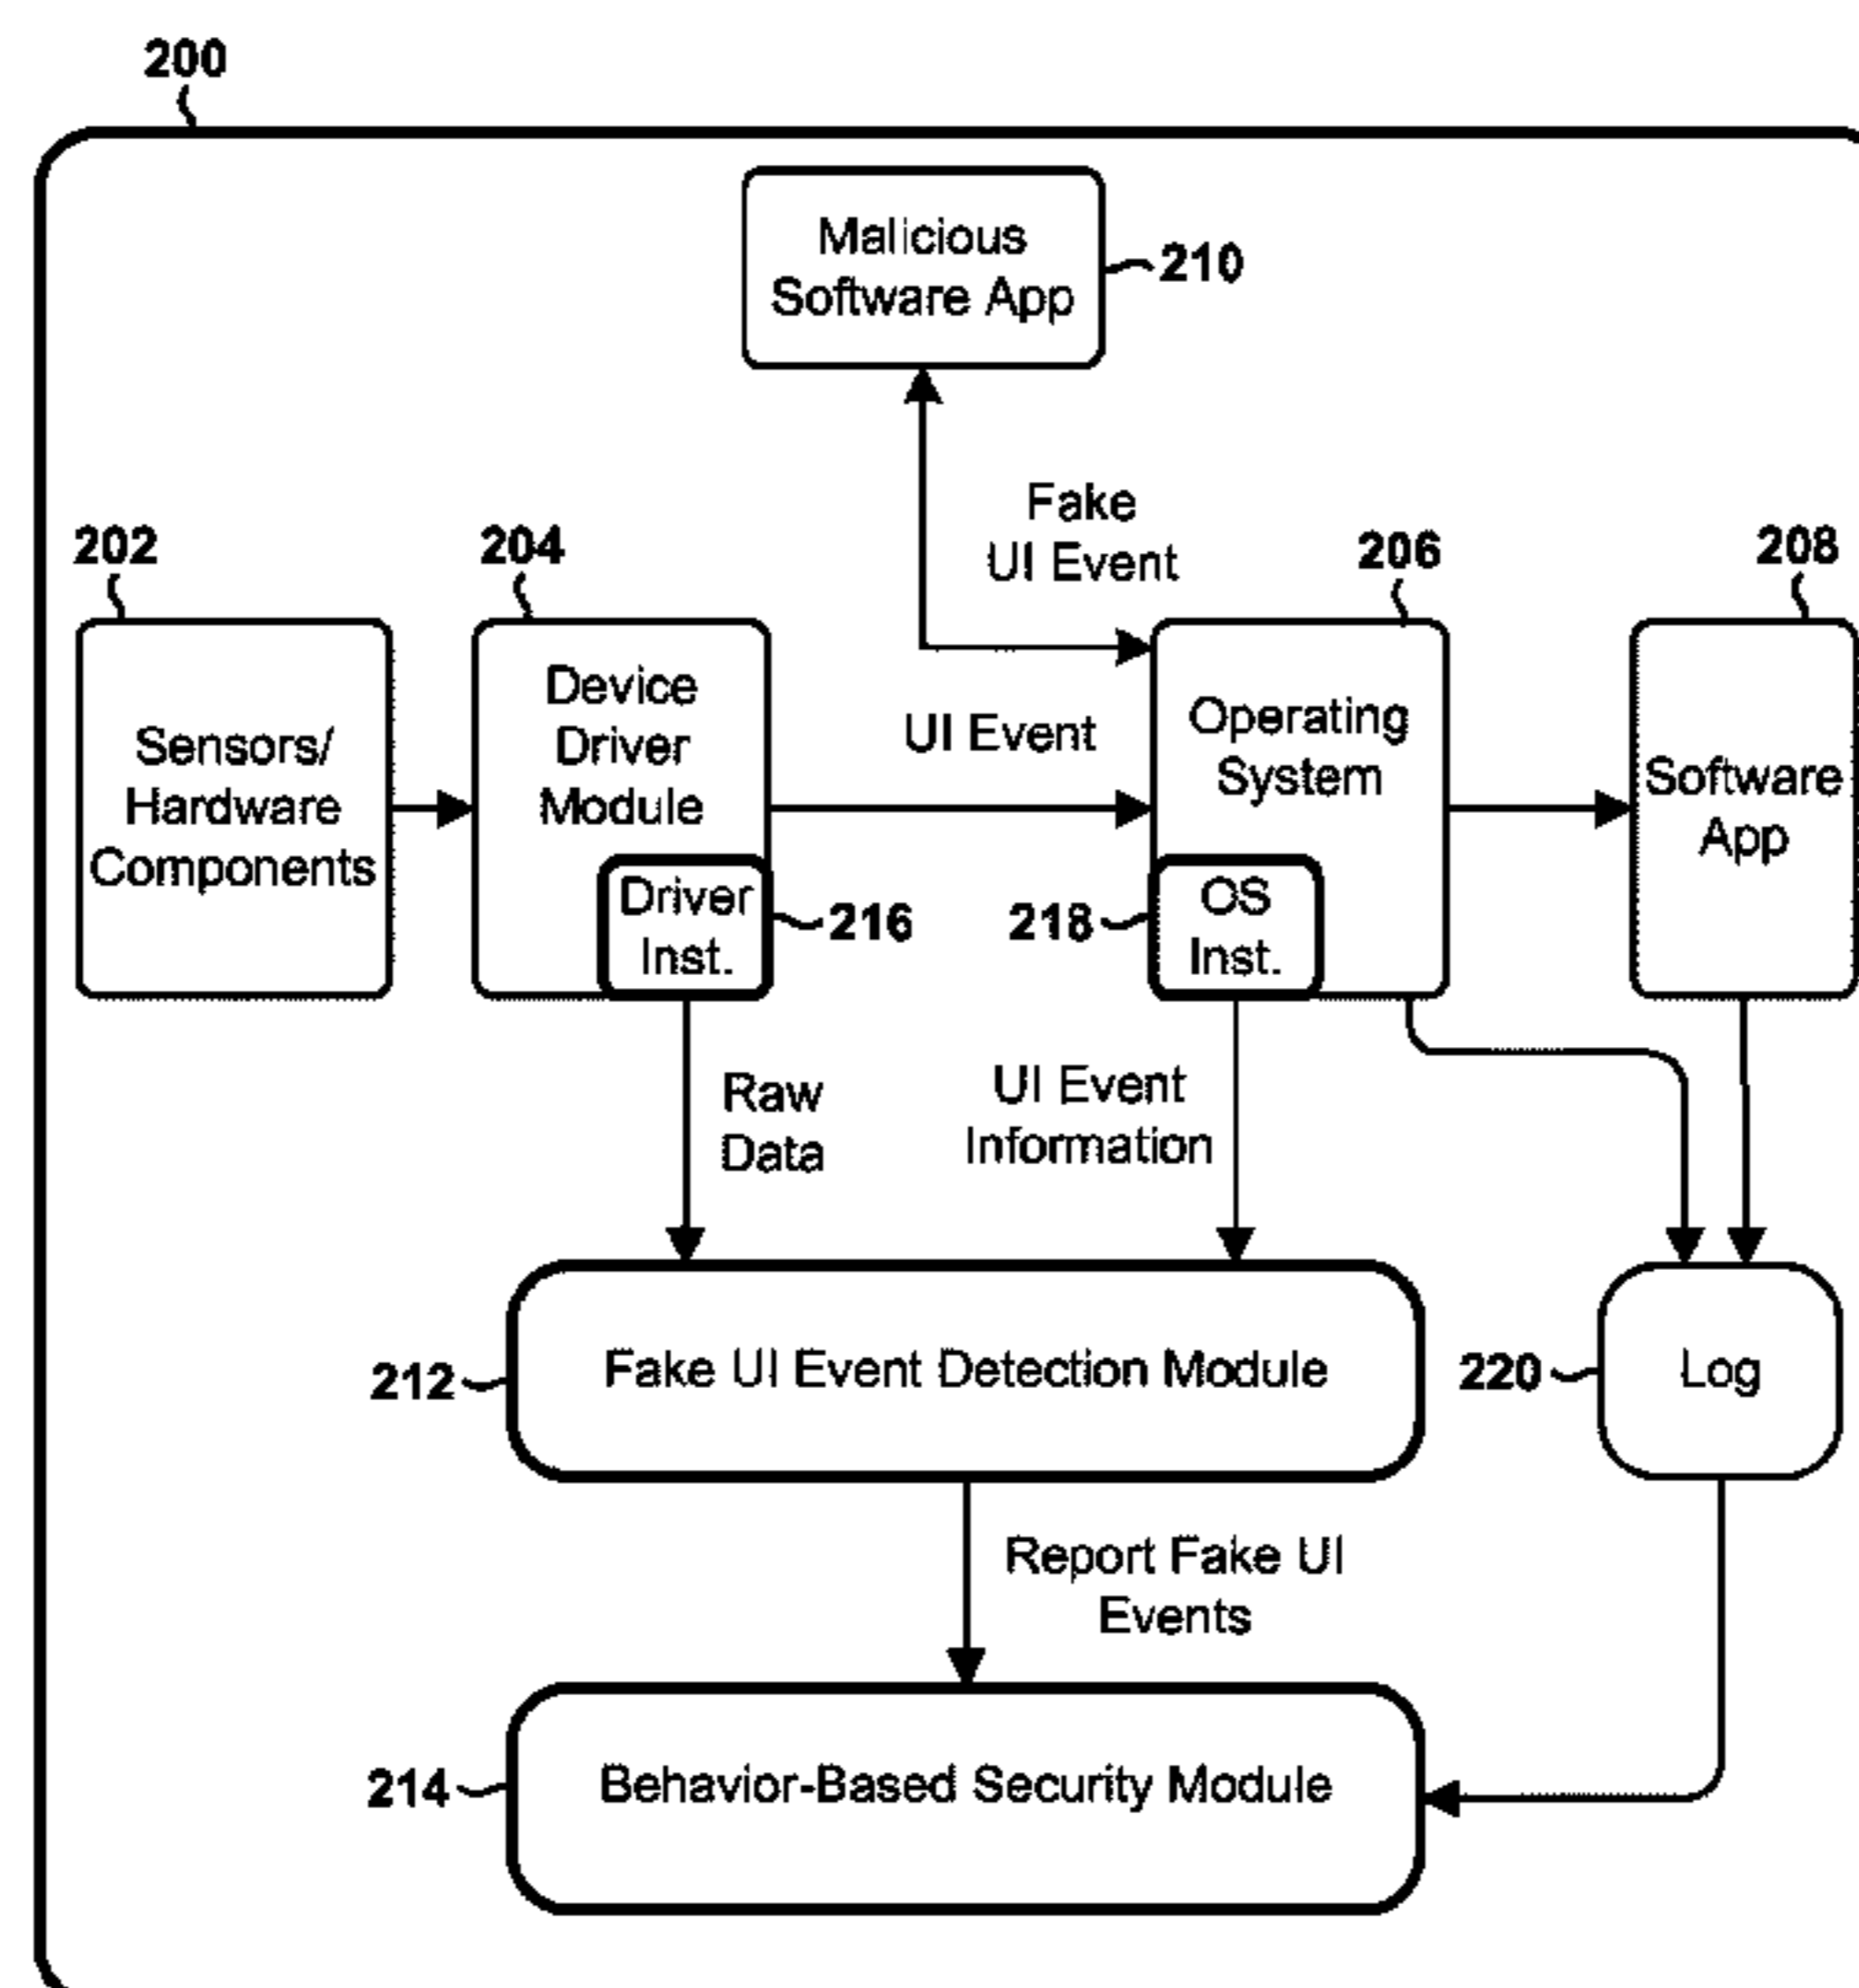 200
Malicious
Software App
210
Fake
UI Event
202
204
206
208
Sensors/
Hardware
Components
Device
Driver
Module
UI Event
Operating
System
Software
App
Driver
Inst.
216
218
OS
Inst.
Raw
Data
UI Event
Information
212
Fake UI Event Detection Module
220
Log
Report Fake UI
Events
214
Behavior-Based Security Module